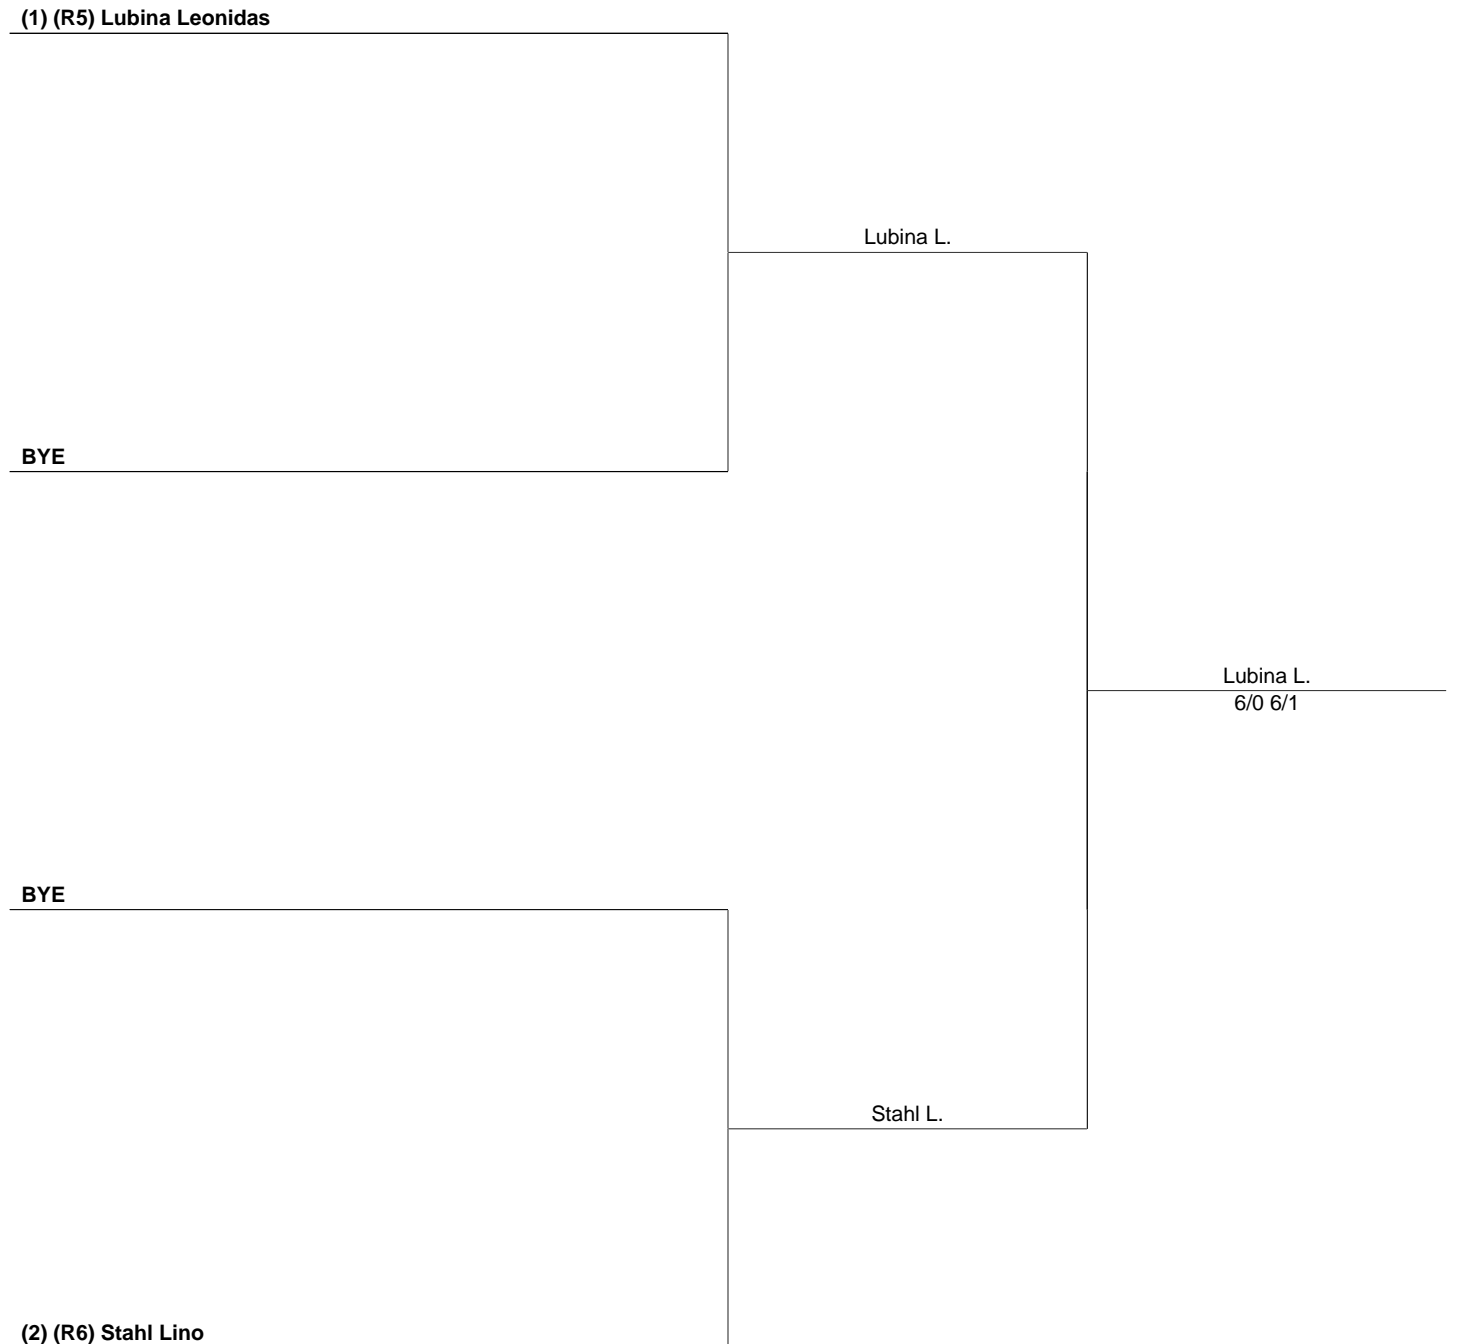 (1) (R5) Lubina Leonidas
Lubina L.
BYE
Lubina L.
6/0 6/1
BYE
Stahl L.
(2) (R6) Stahl Lino